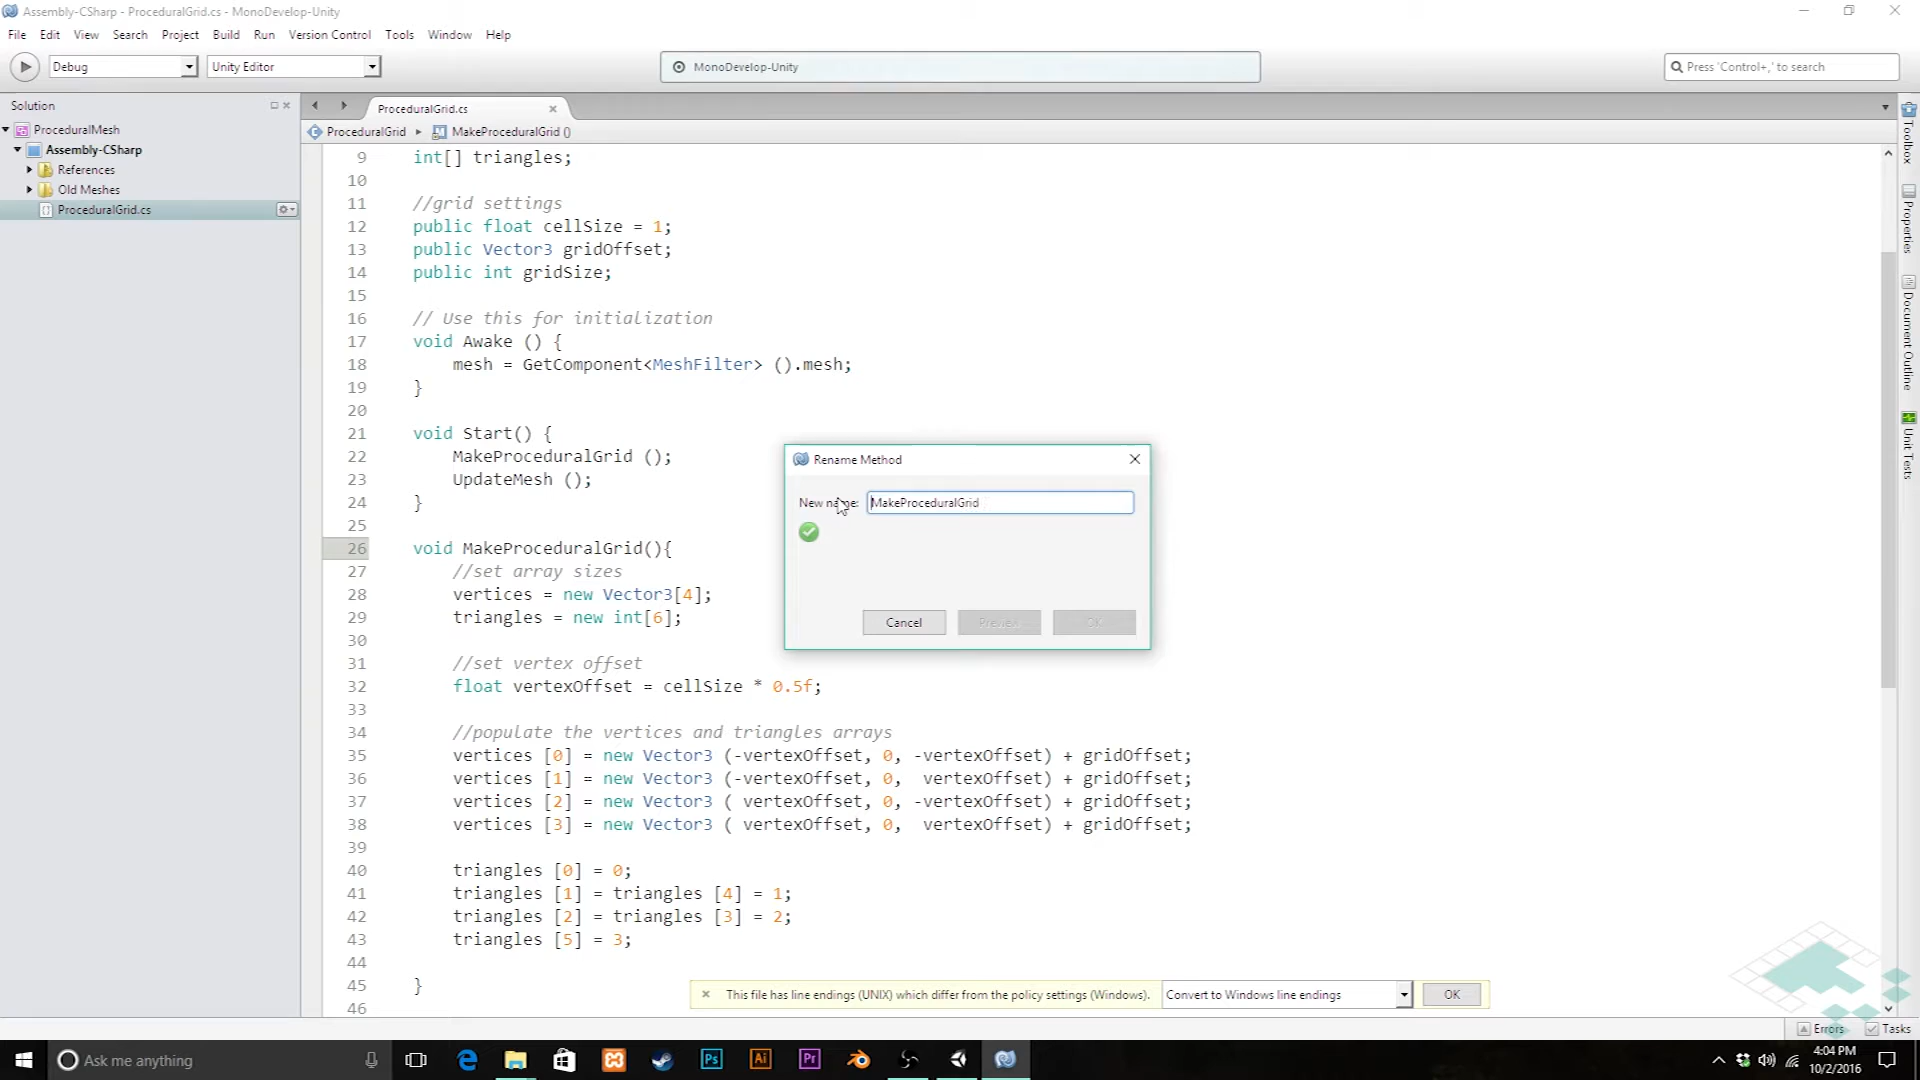 Assembly-CSharp - ProceduralGrid.cs - MonoDevelop-Unity
File Edit View Search Project Build Run Version Control Tools Window Help
Debug Unity Editor MonoDevelop-Unity Press 'Control+,' to search
Solution
ProceduralMesh
Assembly-CSharp
References
Old Meshes
ProceduralGrid.cs
ProceduralGrid.cs
ProceduralGrid MakeProceduralGrid ()
9 int[] triangles;
10
11 //grid settings
12 public float cellSize = 1;
13 public Vector3 gridOffset;
14 public int gridSize;
15
16 // Use this for initialization
17 void Awake () {
18 mesh = GetComponent<MeshFilter> ().mesh;
19 }
20
21 void Start() {
22 MakeProceduralGrid ();
23 UpdateMesh ();
24 }
25
26 void MakeProceduralGrid(){
27 //set array sizes
28 vertices = new Vector3[4];
29 triangles = new int[6];
30
31 //set vertex offset
32 float vertexOffset = cellSize * 0.5f;
33
34 //populate the vertices and triangles arrays
35 vertices [0] = new Vector3 (-vertexOffset, 0, -vertexOffset) + gridOffset;
36 vertices [1] = new Vector3 (-vertexOffset, 0,  vertexOffset) + gridOffset;
37 vertices [2] = new Vector3 ( vertexOffset, 0, -vertexOffset) + gridOffset;
38 vertices [3] = new Vector3 ( vertexOffset, 0,  vertexOffset) + gridOffset;
39
40 triangles [0] = 0;
41 triangles [1] = triangles [4] = 1;
42 triangles [2] = triangles [3] = 2;
43 triangles [5] = 3;
44
45 }
46
Rename Method
New name: MakeProceduralGrid
Cancel Preview OK
This file has line endings (UNIX) which differ from the policy settings (Windows). Convert to Windows line endings OK
Toolbox
Properties
Document Outline
Unit Tests
Errors Tasks
Ask me anything
Ps Ai Pr
4:04 PM
10/2/2016